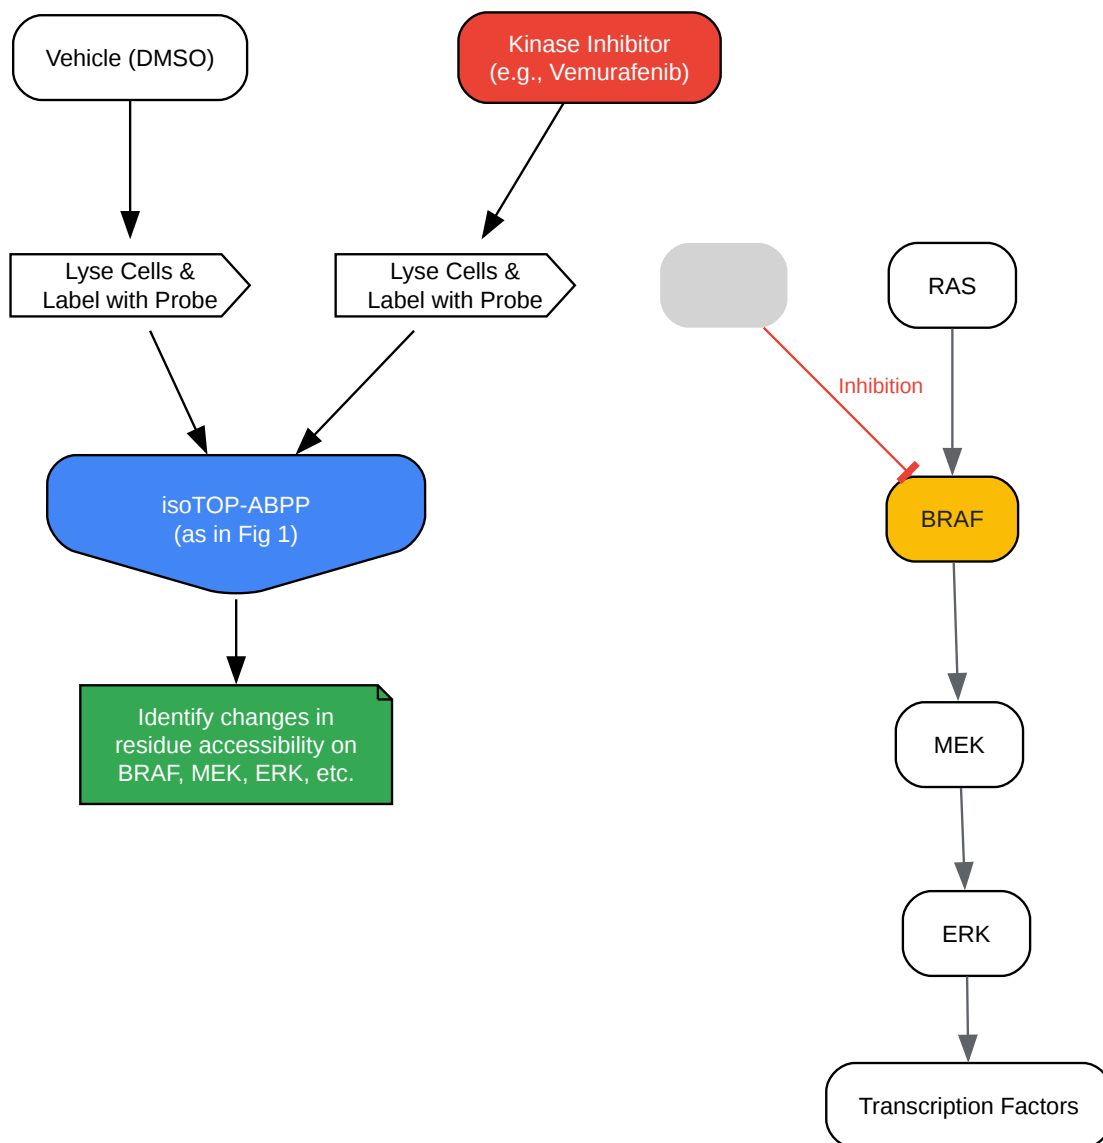 Vehicle (DMSO)
Kinase Inhibitor
(e.g., Vemurafenib)
Lyse Cells &
Label with Probe
Lyse Cells &
Label with Probe
isoTOP-ABPP
(as in Fig 1)
Identify changes in
residue accessibility on
BRAF, MEK, ERK, etc.
RAS
Inhibition
BRAF
MEK
ERK
Transcription Factors